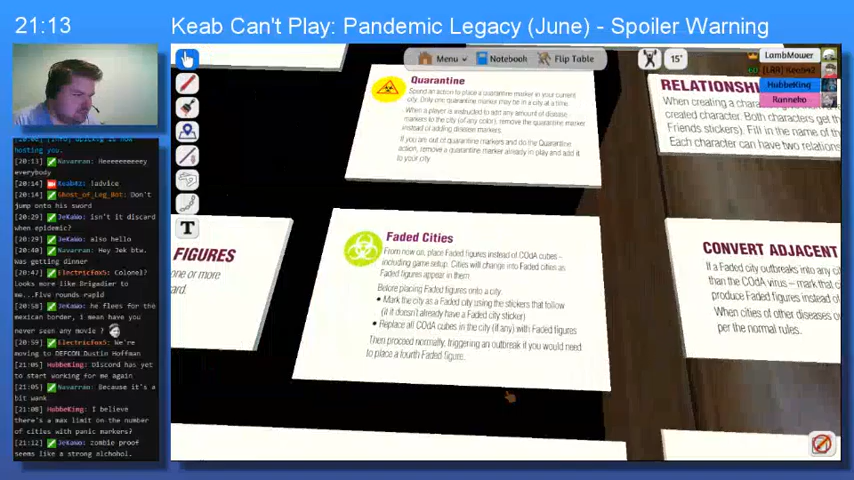 21:13
Keab Can't Play: Pandemic Legacy (June) - Spoiler Warning
Menu
Notebook
Flip Table
15°
LambMower
HubbeKing
Ranneko
hosting you.
[20:13] Navarran: Heeeeeeeeey
everybody
[20:14] Keab42: !advice
[20:14] Ghost_of_Leg_Bot: Don't
jump onto his sword
[20:29] JeKaWo: isn't it discard
when epidemic?
[20:29] JeKaWo: also hello
[20:40] Navarran: Hey Jek btw.
was getting dinner
[20:47] Electricfox5: Colonel?
Looks more like Brigadier to
me...Five rounds rapid
[20:58] JeKaWo: he flees for the
mexican border, i mean have you
never seen any movie ?
[20:59] Electricfox5: We're
moving to DEFCON.Dustin Hoffman
[21:05] HubbeKing: Discord has yet
to start working for me again
[21:05] Navarran: Because it's a
bit wank
[21:08] HubbeKing: I believe
there's a max limit on the number
of cities with panic markers?
[21:12] JeKaWo: zombie proof
seems like a strong alchohol.
Quarantine
Spend an action to place a quarantine marker in your current
city. Only one quarantine marker may be in a city at a time.
When a player is instructed to add any amount of disease
markers to the city (of any color), remove the quarantine marker
instead of adding disease markers.
If you are out of quarantine markers and do the Quarantine
action, remove a quarantine marker already in play and add it
to your city
RELATIONSHI
When creating a char
created character. Both characters get th
Friends stickers). Fill in the name of the
Each character can have two relations
FIGURES
one or more
ard.
Faded Cities
From now on, place Faded figures instead of COdA cubes –
including game setup. Cities will change into Faded cities as
Faded figures appear in them.
Before placing Faded figures onto a city:
• Mark the city as a Faded city using the stickers that follow
(if it doesn't already have a Faded city sticker)
• Replace all COdA cubes in the city (if any) with Faded figures
Then proceed normally, triggering an outbreak if you would need
to place a fourth Faded figure.
CONVERT ADJACENT
If a Faded city outbreaks into any ci
than the COdA virus – mark that c
produce Faded figures instead of
When cities of other diseases o
per the normal rules.
T